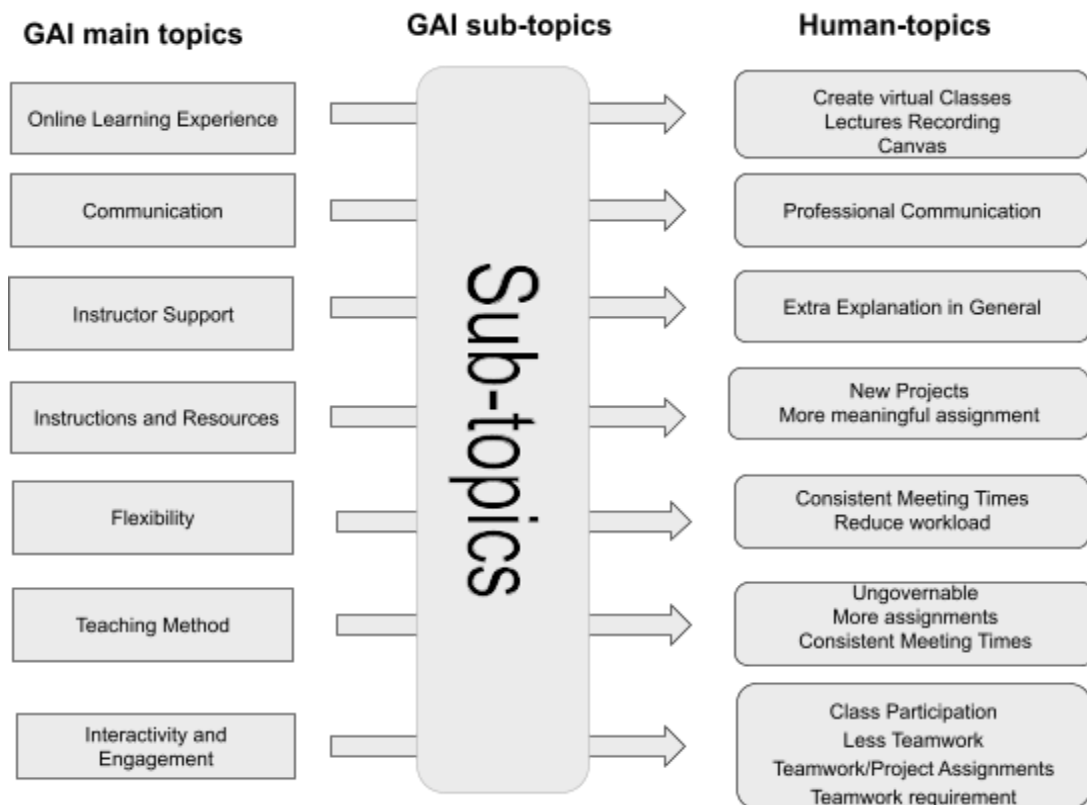 GAI main topics
GAI sub-topics
Human-topics
Online Learning Experience
Create virtual Classes
Lectures Recording
Canvas
Communication
Professional Communication
Instructor Support
Extra Explanation in General
Instructions and Resources
New Projects
More meaningful assignment
Flexibility
Consistent Meeting Times
Reduce workload
Teaching Method
Ungovernable
More assignments
Consistent Meeting Times
Interactivity and
Engagement
Class Participation
Less Teamwork
Teamwork/Project Assignments
Teamwork requirement
Sub-topics